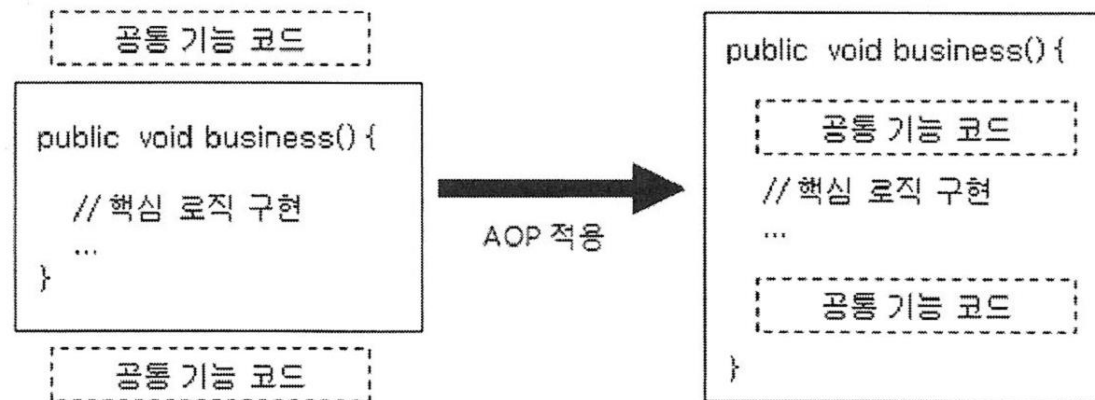 공통 기능 코드
public void business() {
// 핵심 로직 구현
...
}
공통 기능 코드
AOP 적용
public void business() {
공통 기능 코드
// 핵심 로직 구현
...
공통 기능 코드
}